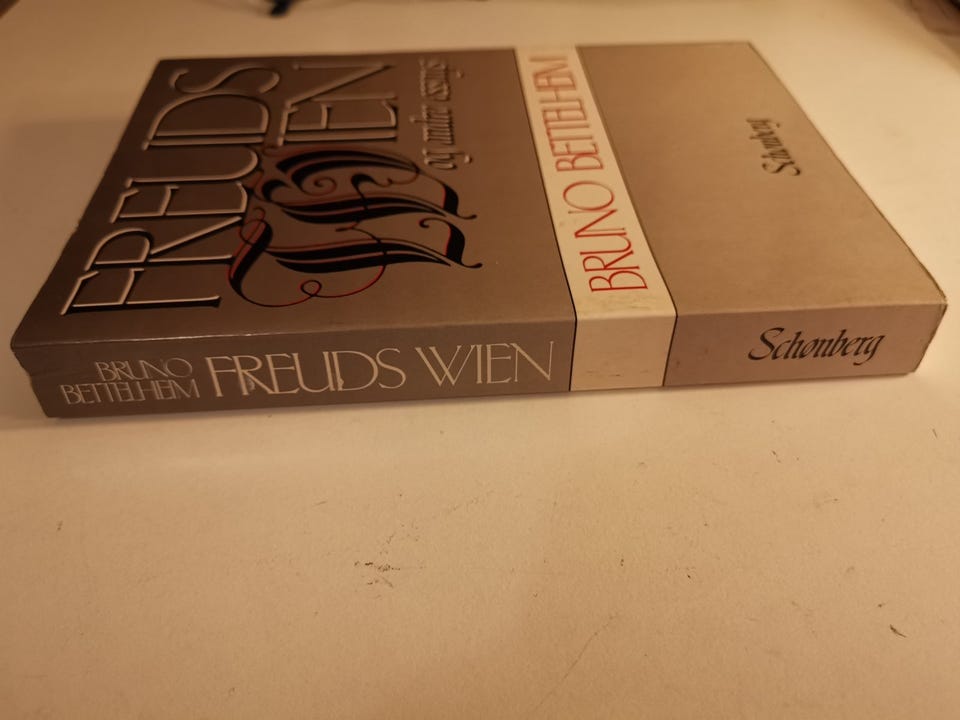 FREUDS
WIEN
og andre essays
BRUNO BETTELHEIM
Schønberg
BRUNO
BETTELHEIM
FREUDS WIEN
Schønberg